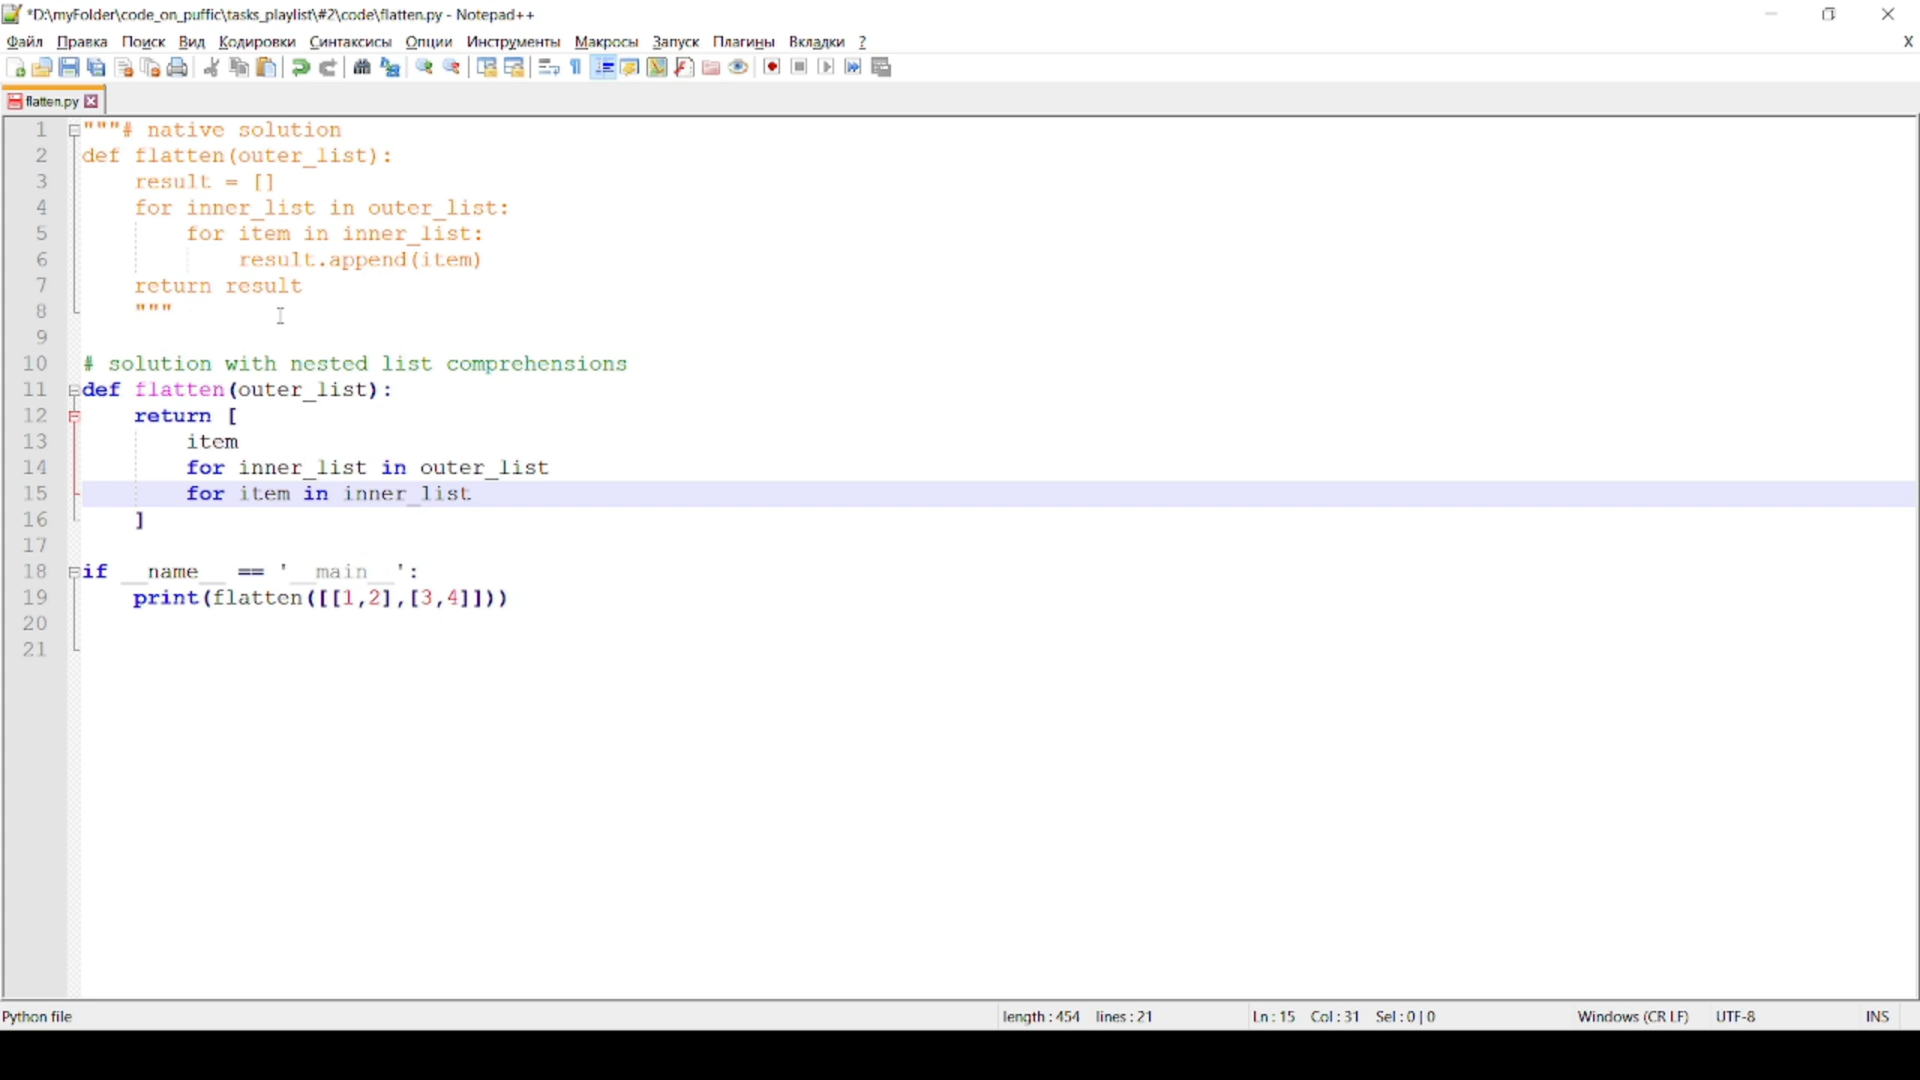 *D:\myFolder\code_on_puffic\tasks_playlist\#2\code\flatten.py - Notepad++
Файл Правка Поиск Вид Кодировки Синтаксисы Опции Инструменты Макросы Запуск Плагины Вкладки ? X
flatten.py
1 """# native solution
2 def flatten(outer_list):
3 result = []
4 for inner_list in outer_list:
5 for item in inner_list:
6 result.append(item)
7 return result
8 """
9
10 # solution with nested list comprehensions
11 def flatten(outer_list):
12 return [
13 item
14 for inner_list in outer_list
15 for item in inner_list
16 ]
17
18 if __name__ == '__main__':
19 print(flatten([[1,2],[3,4]]))
20
21
Python file length : 454 lines : 21 Ln : 15 Col : 31 Sel : 0 | 0 Windows (CR LF) UTF-8 INS